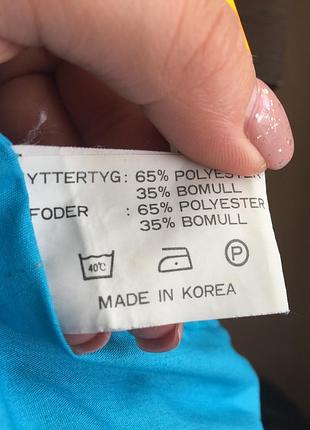 YTTERTYG : 65% POLYESTER
35% BOMULL
FODER : 65% POLYESTER
35% BOMULL
40°C P
MADE IN KOREA